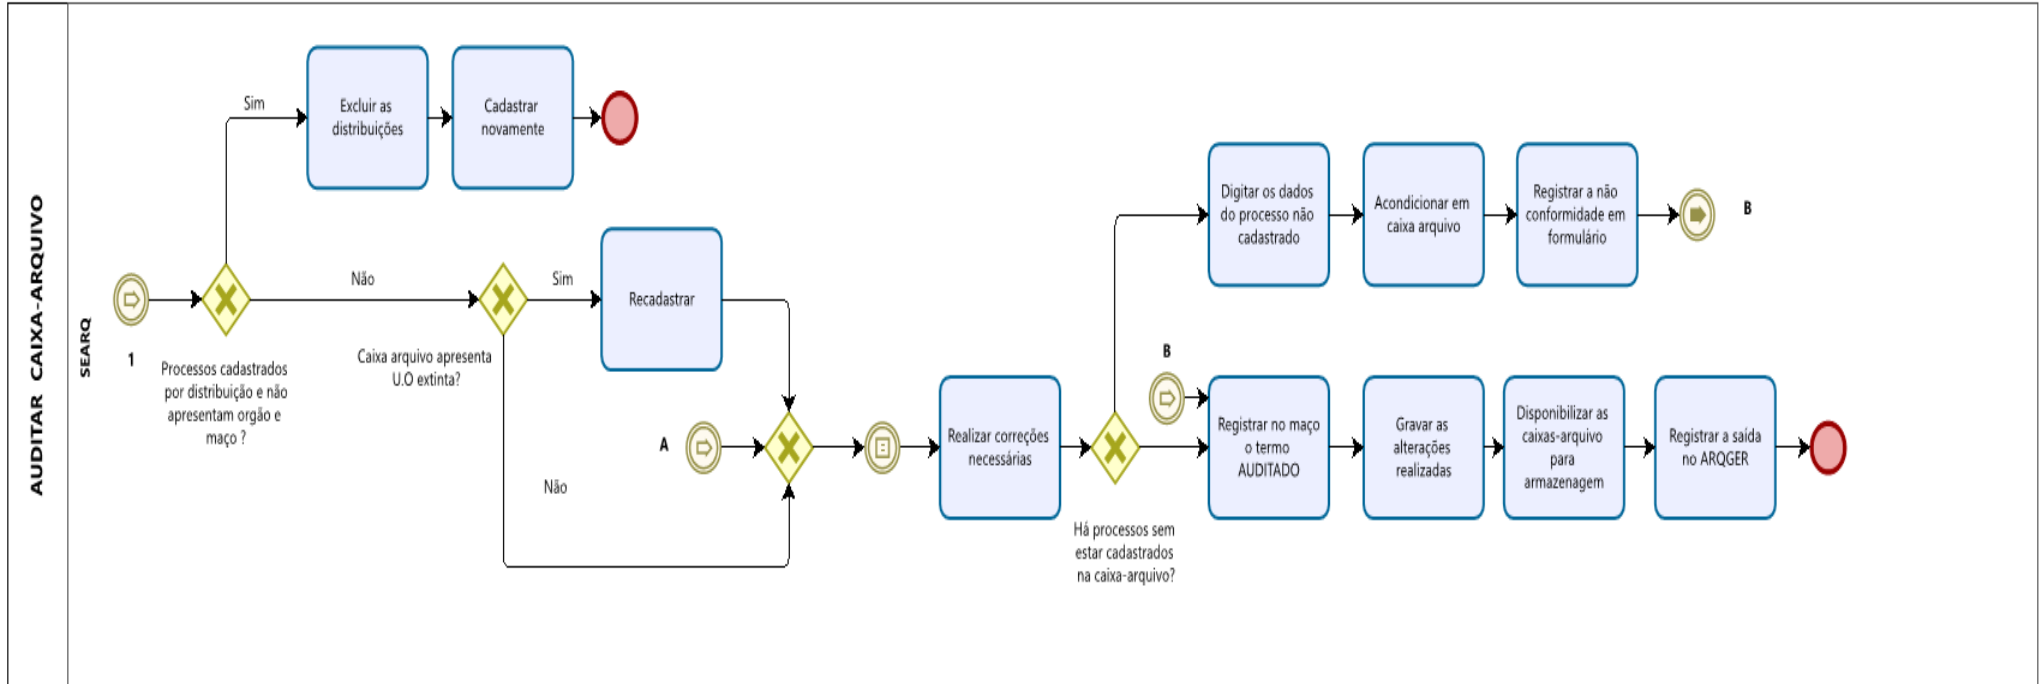 AUDITAR CAIXA-ARQUIVO
SEARQ
Sim
Excluir as
distribuições
Cadastrar
novamente
1
Processos cadastrados
por distribuição e não
apresentam orgão e
maço ?
Não
Caixa arquivo apresenta
U.O extinta?
Sim
Recadastrar
Não
A
Realizar correções
necessárias
Há processos sem
estar cadastrados
na caixa-arquivo?
Digitar os dados
do processo não
cadastrado
Acondicionar em
caixa arquivo
Registrar a não
conformidade em
formulário
B
B
Registrar no maço
o termo
AUDITADO
Gravar as
alterações
realizadas
Disponibilizar as
caixas-arquivo
para
armazenagem
Registrar a saída
no ARQGER